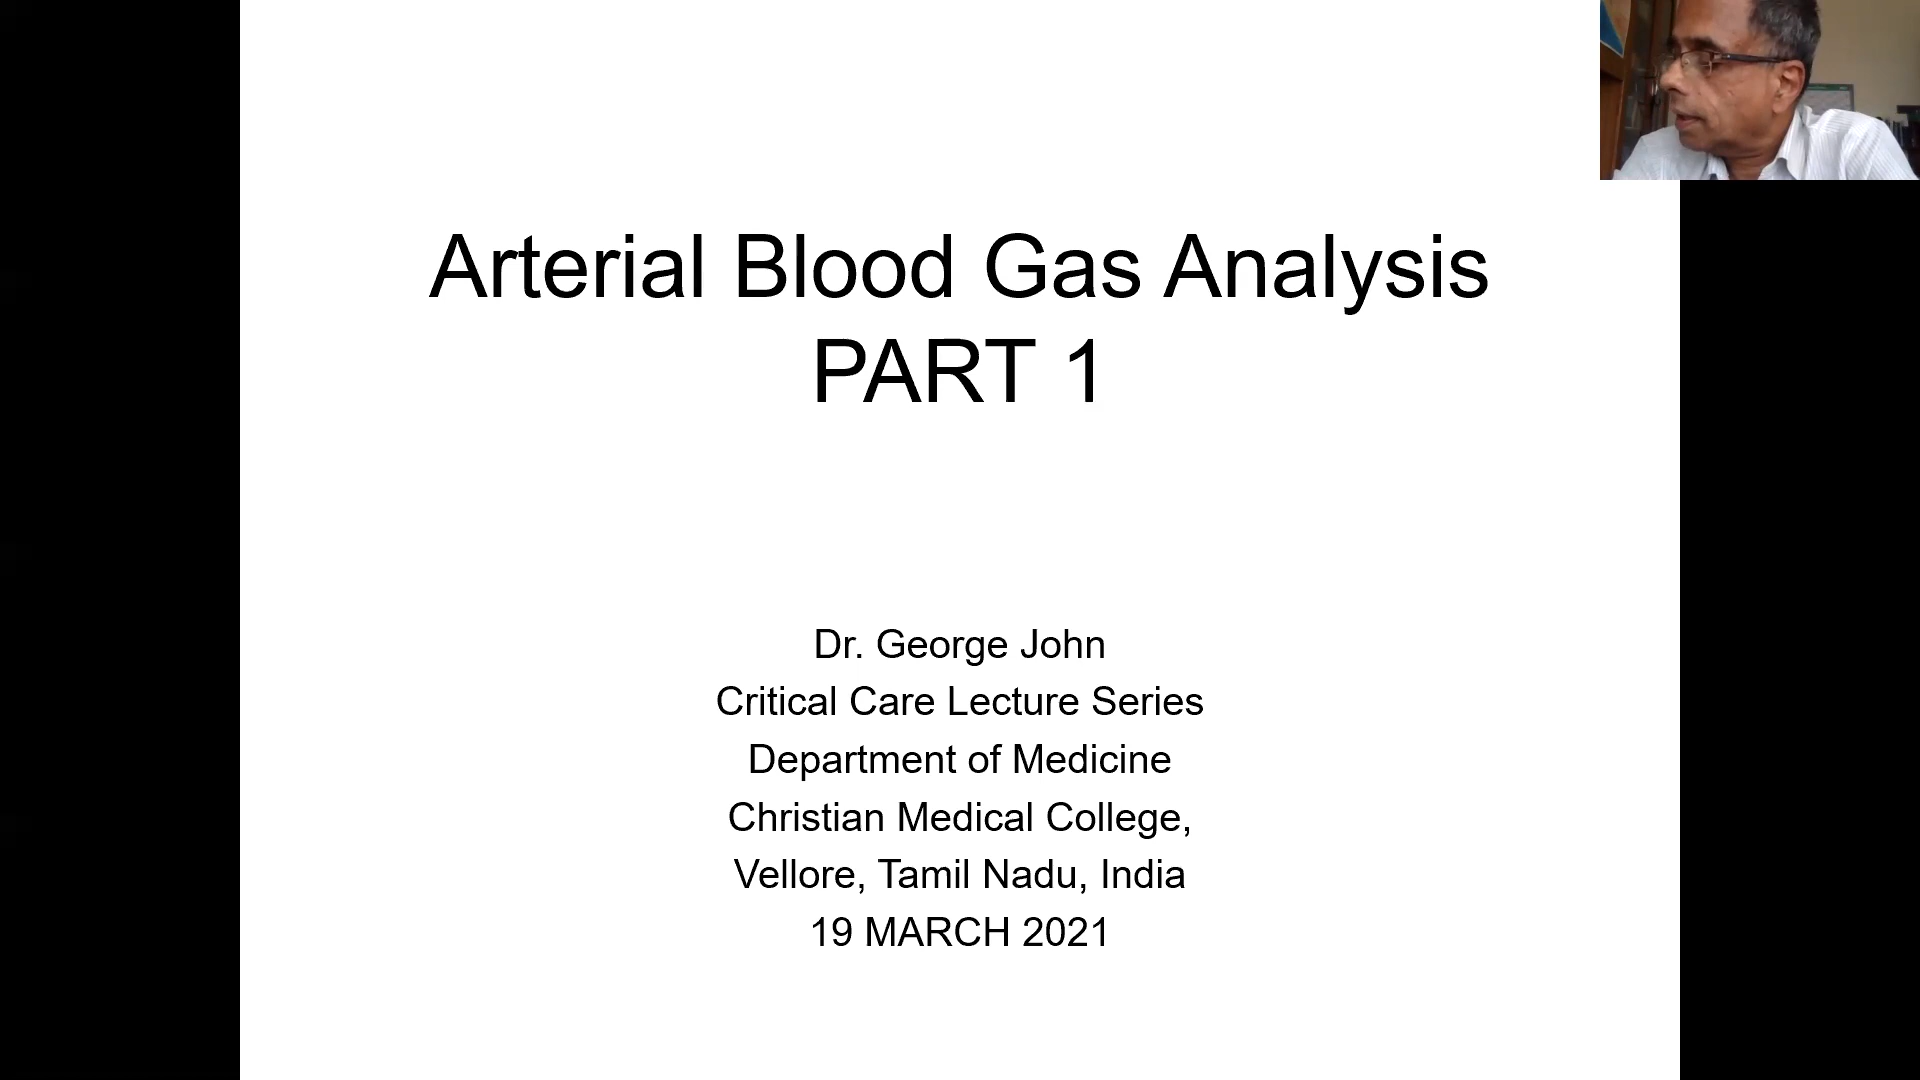 Arterial Blood Gas Analysis
PART 1
Dr. George John
Critical Care Lecture Series
Department of Medicine
Christian Medical College,
Vellore, Tamil Nadu, India
19 MARCH 2021